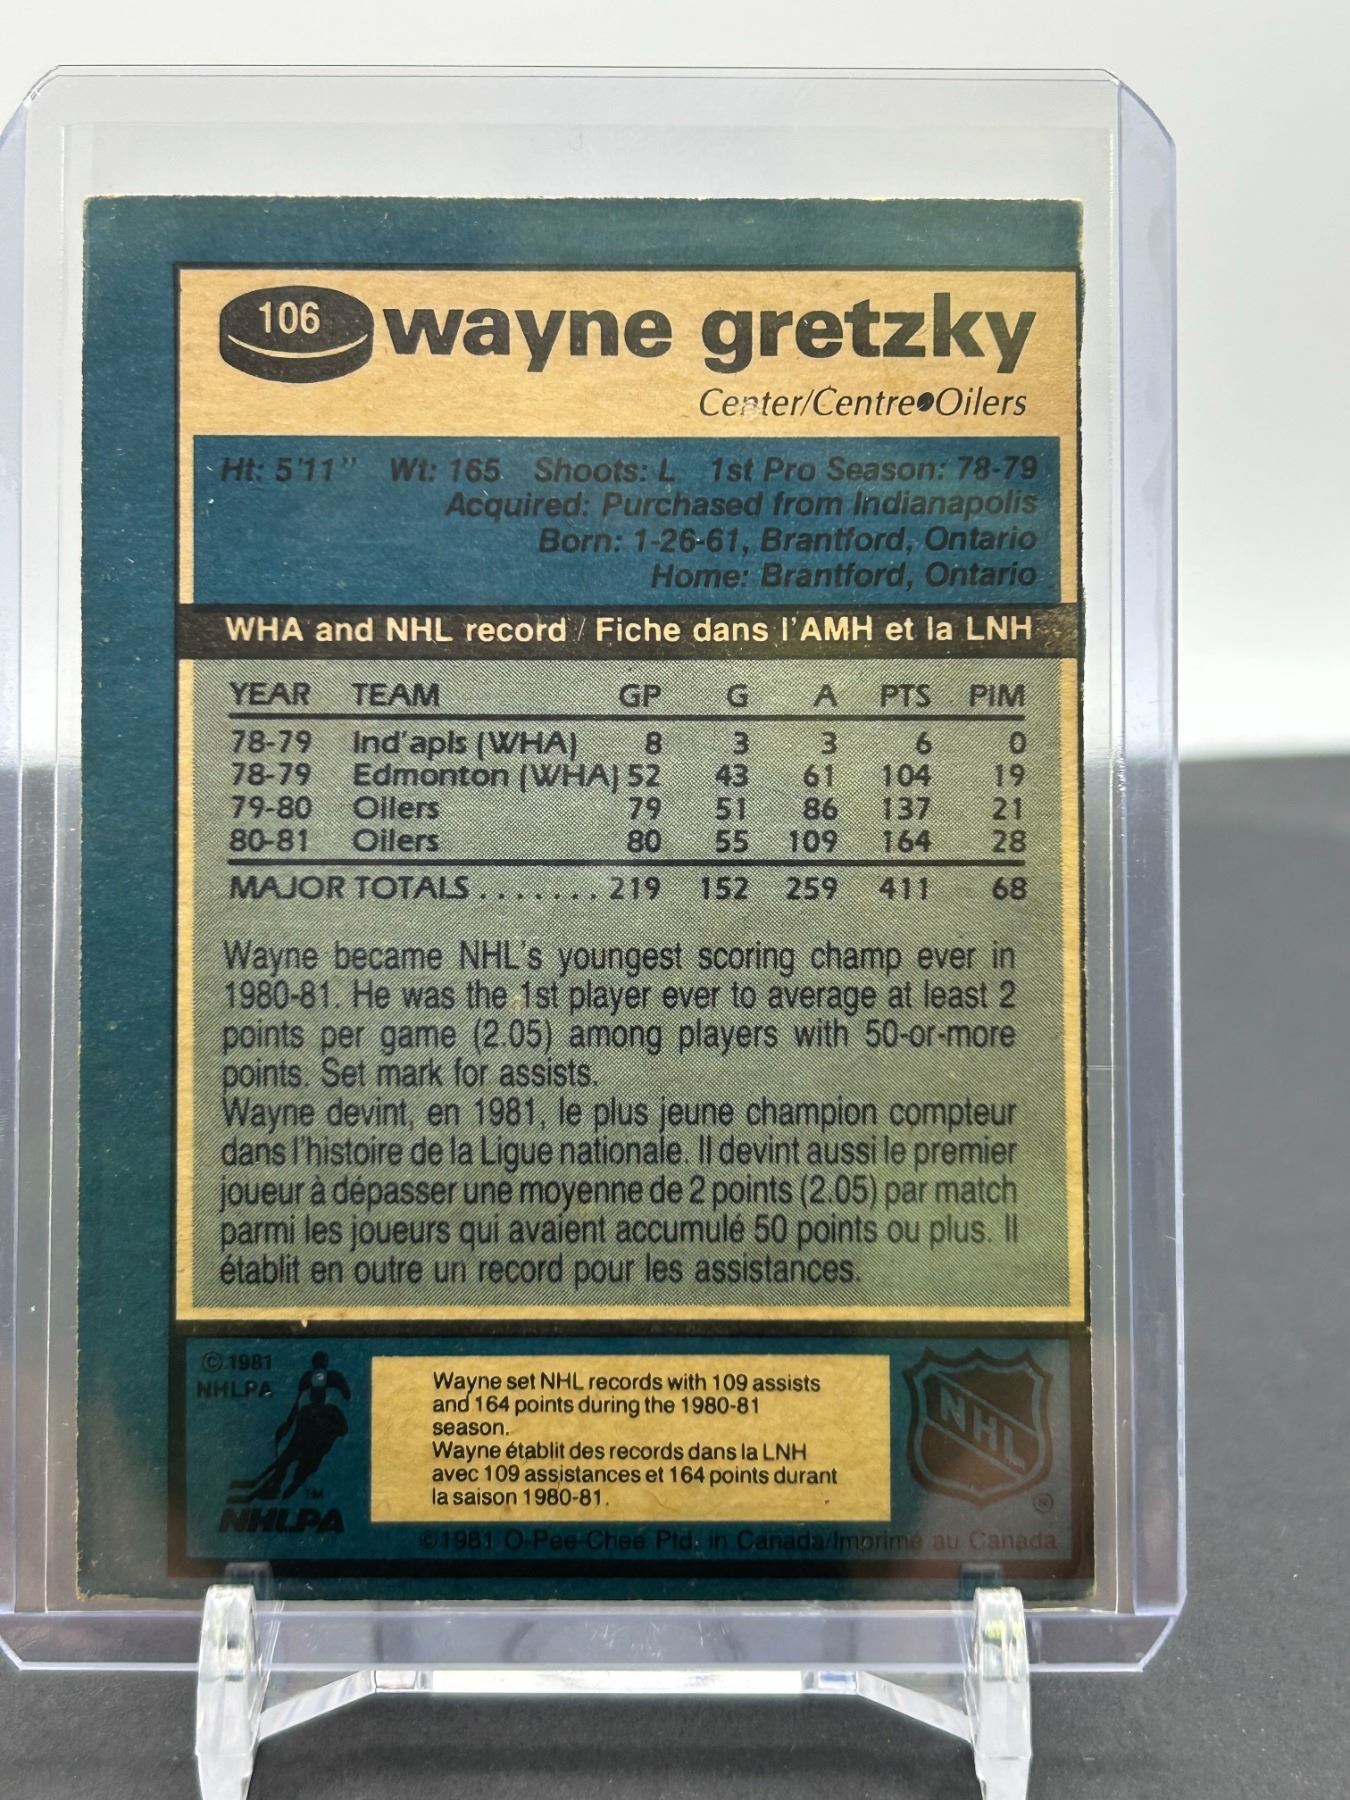 106 wayne gretzky
Center/Centre•Oilers
Ht: 5'11" Wt: 165 Shoots: L 1st Pro Season: 78-79
Acquired: Purchased from Indianapolis
Born: 1-26-61, Brantford, Ontario
Home: Brantford, Ontario
WHA and NHL record / Fiche dans l'AMH et la LNH
YEAR TEAM GP G A PTS PIM
78-79 Ind'apls (WHA) 8 3 3 6 0
78-79 Edmonton (WHA) 52 43 61 104 19
79-80 Oilers 79 51 86 137 21
80-81 Oilers 80 55 109 164 28
MAJOR TOTALS ....... 219 152 259 411 68
Wayne became NHL's youngest scoring champ ever in
1980-81. He was the 1st player ever to average at least 2
points per game (2.05) among players with 50-or-more
points. Set mark for assists.
Wayne devint, en 1981, le plus jeune champion compteur
dans l'histoire de la Ligue nationale. Il devint aussi le premier
joueur à dépasser une moyenne de 2 points (2.05) par match
parmi les joueurs qui avaient accumulé 50 points ou plus. Il
établit en outre un record pour les assistances.
© 1981
NHLPA
TM
NHLPA
Wayne set NHL records with 109 assists
and 164 points during the 1980-81
season.
Wayne établit des records dans la LNH
avec 109 assistances et 164 points durant
la saison 1980-81.
NHL
®
©1981 O-Pee-Chee Ptd. in Canada/Imprimé au Canada